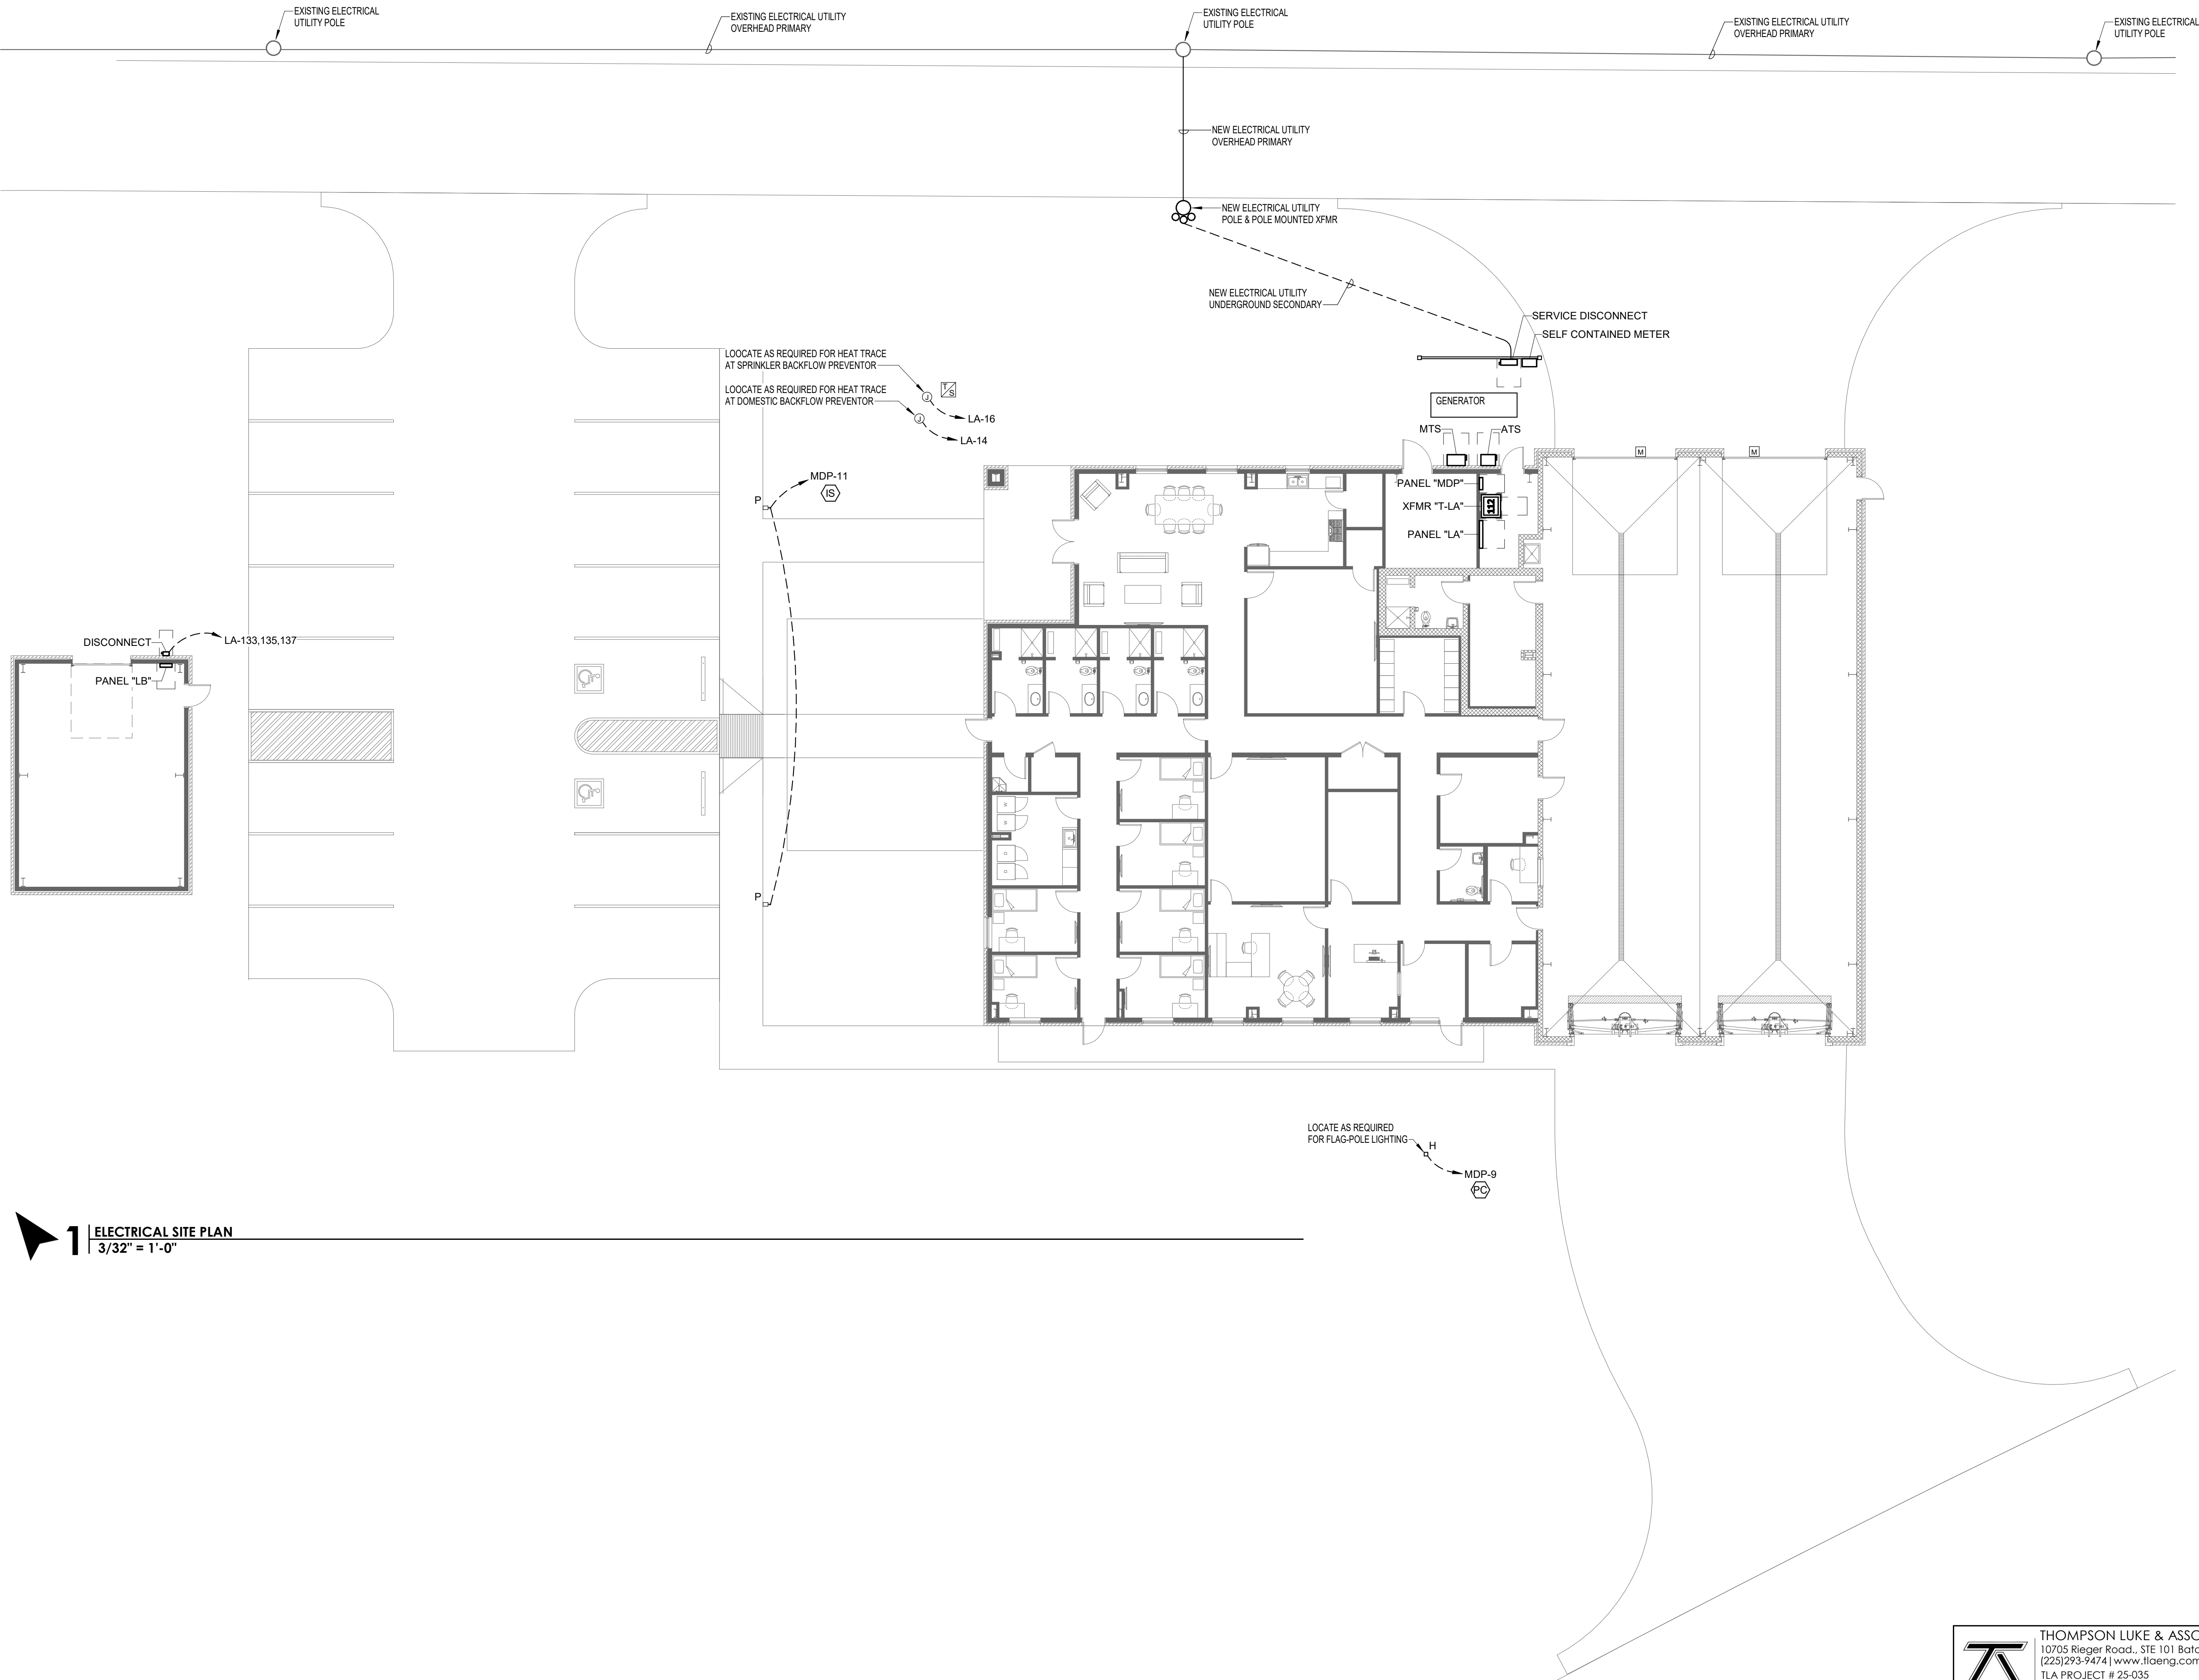 EXISTING ELECTRICAL
UTILITY POLE
EXISTING ELECTRICAL UTILITY
OVERHEAD PRIMARY
EXISTING ELECTRICAL
UTILITY POLE
EXISTING ELECTRICAL UTILITY
OVERHEAD PRIMARY
EXISTING ELECTRICAL
UTILITY POLE
NEW ELECTRICAL UTILITY
OVERHEAD PRIMARY
NEW ELECTRICAL UTILITY
POLE & POLE MOUNTED XFMR
NEW ELECTRICAL UTILITY
UNDERGROUND SECONDARY
SERVICE DISCONNECT
SELF CONTAINED METER
LOOCATE AS REQUIRED FOR HEAT TRACE
AT SPRINKLER BACKFLOW PREVENTOR
J
T/S
LA-16
LOOCATE AS REQUIRED FOR HEAT TRACE
AT DOMESTIC BACKFLOW PREVENTOR
J
LA-14
GENERATOR
MTS
ATS
M
M
MDP-11
IS
P
PANEL "MDP"
XFMR "T-LA"
112
PANEL "LA"
DISCONNECT
LA-133,135,137
PANEL "LB"
W
W
D
D
P
LOCATE AS REQUIRED
FOR FLAG-POLE LIGHTING
H
MDP-9
PC
1
ELECTRICAL SITE PLAN
3/32" = 1'-0"
THOMPSON LUKE & ASSO
10705 Rieger Road., STE 101 Bato
(225)293-9474|www.tlaeng.com
TLA PROJECT # 25-035